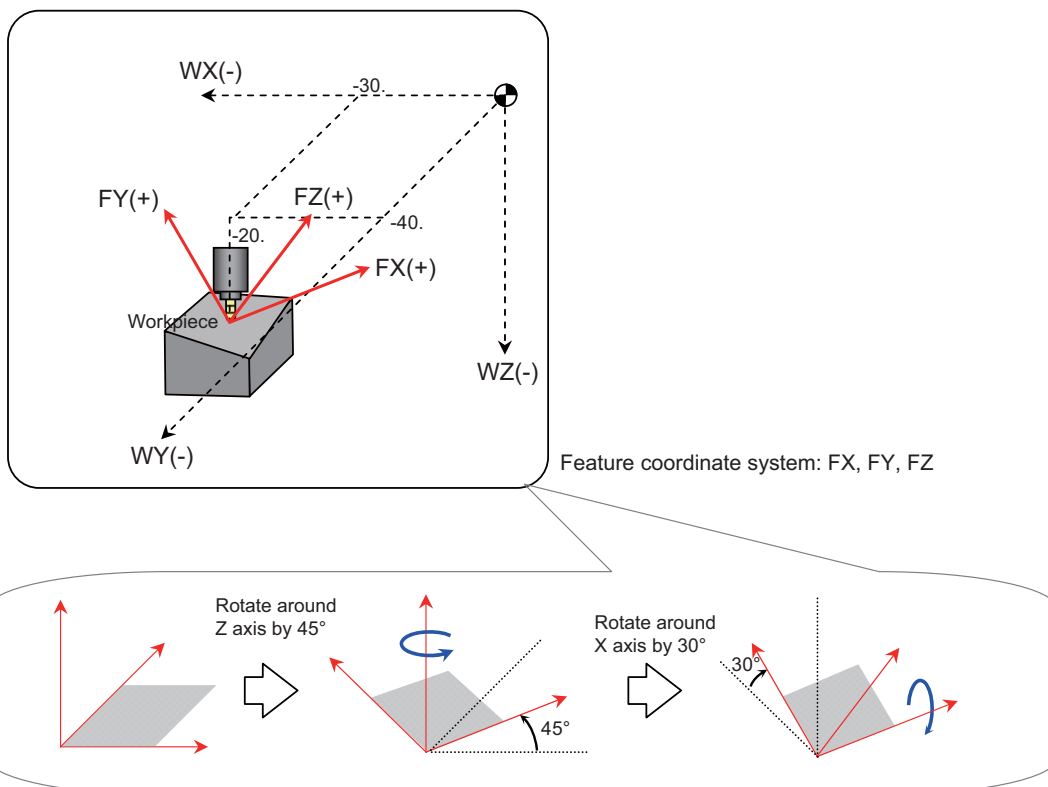 WX(-)
-30.
FY(+)
FZ(+)
-40.
-20.
FX(+)
Workpiece
WZ(-)
WY(-)
Feature coordinate system: FX, FY, FZ
Rotate around
Z axis by 45°
45°
Rotate around
X axis by 30°
30°